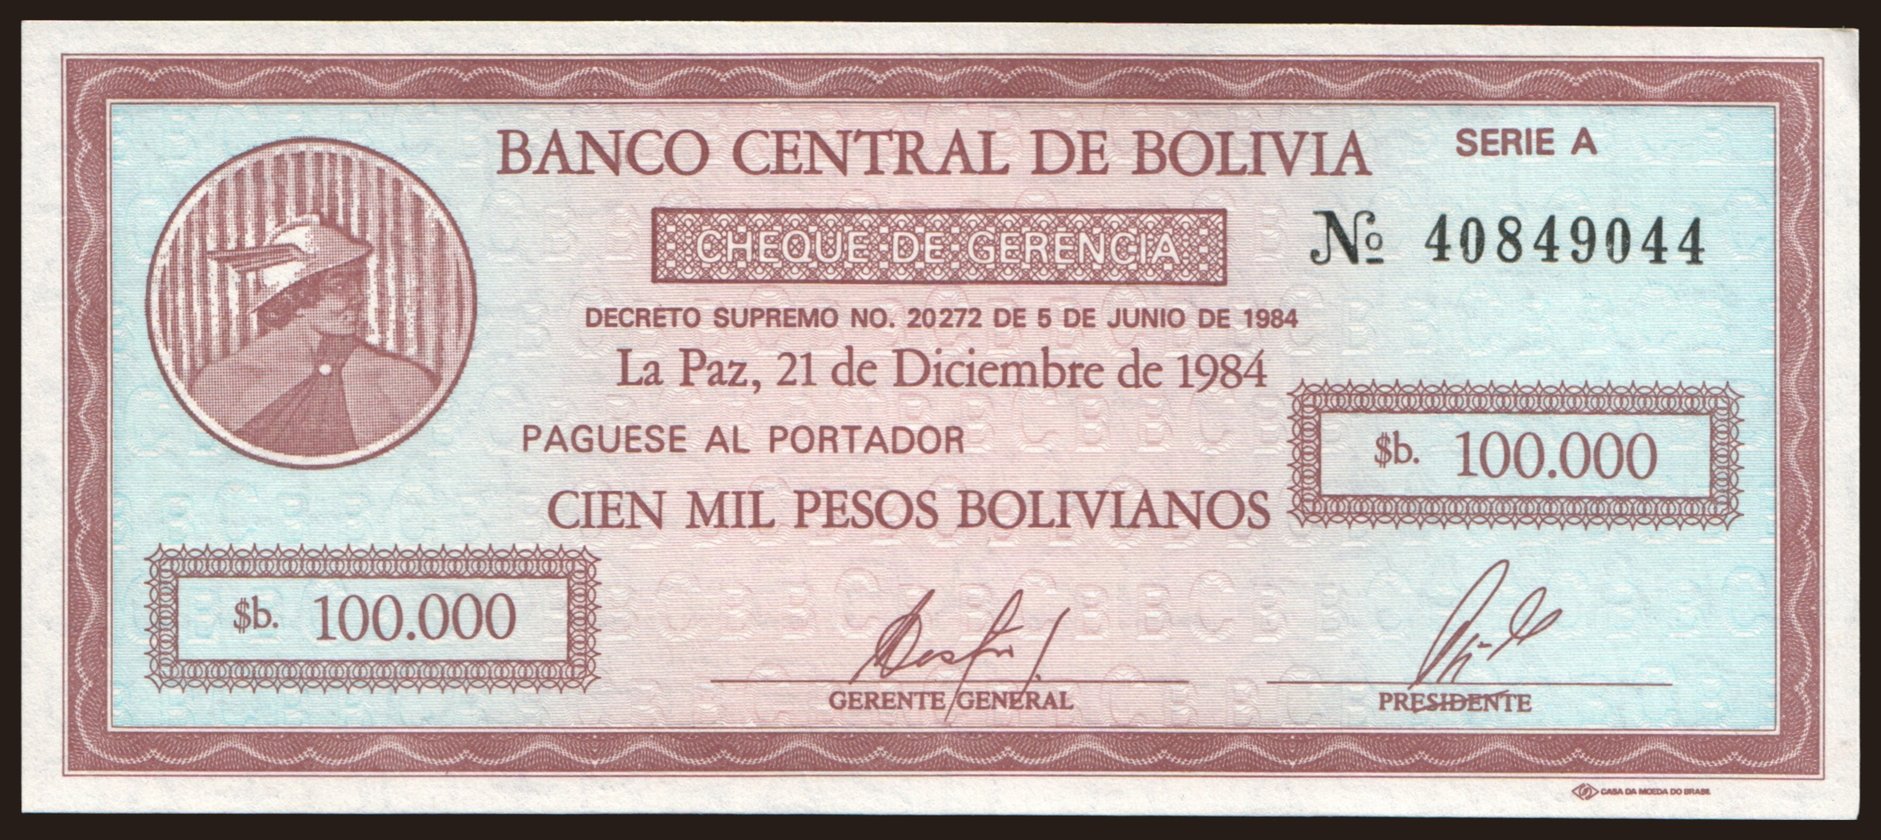 BANCO CENTRAL DE BOLIVIA
SERIE A
CHEQUE DE GERENCIA
Nº 40849044
DECRETO SUPREMO NO. 20272 DE 5 DE JUNIO DE 1984
La Paz, 21 de Diciembre de 1984
PAGUESE AL PORTADOR
$b. 100.000
CIEN MIL PESOS BOLIVIANOS
$b. 100.000
GERENTE GENERAL
PRESIDENTE
CASA DA MOEDA DO BRASIL